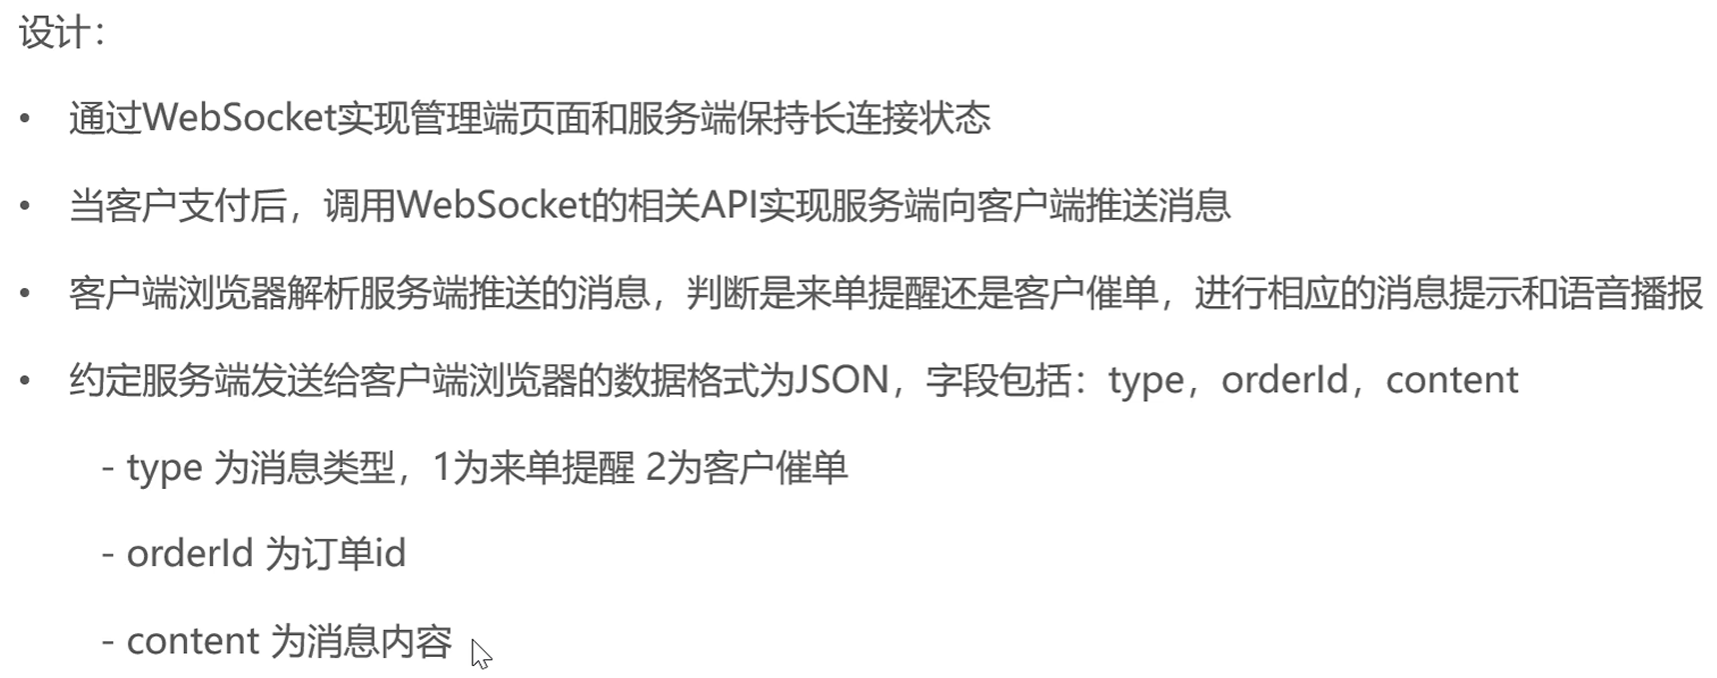 设计：
• 通过WebSocket实现管理端页面和服务端保持长连接状态
• 当客户支付后，调用WebSocket的相关API实现服务端向客户端推送消息
• 客户端浏览器解析服务端推送的消息，判断是来单提醒还是客户催单，进行相应的消息提示和语音播报
• 约定服务端发送给客户端浏览器的数据格式为JSON，字段包括：type，orderId，content
- type 为消息类型，1为来单提醒 2为客户催单
- orderId 为订单id
- content 为消息内容